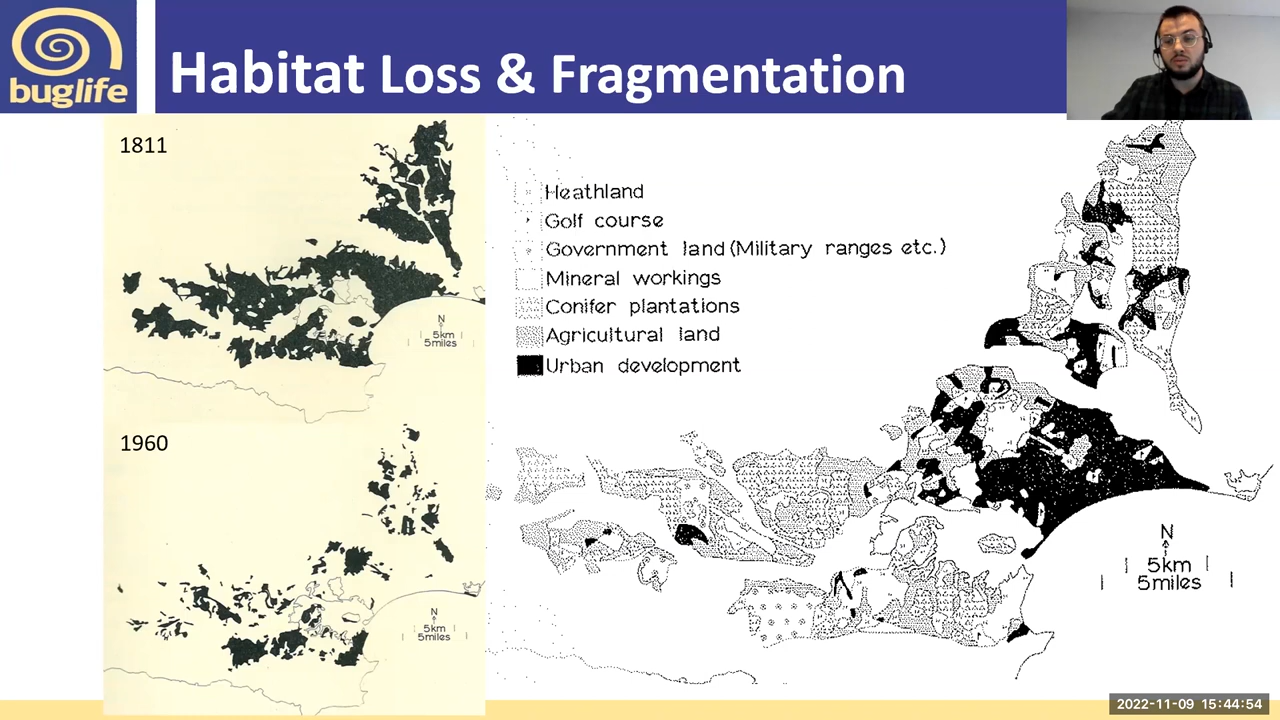 buglife
Habitat Loss & Fragmentation
1811
N
5km
5miles
1960
N
5km
5miles
Heathland
Golf course
Government land (Military ranges etc.)
Mineral workings
Conifer plantations
Agricultural land
Urban development
N
5km
5miles
2022-11-09 15:44:54